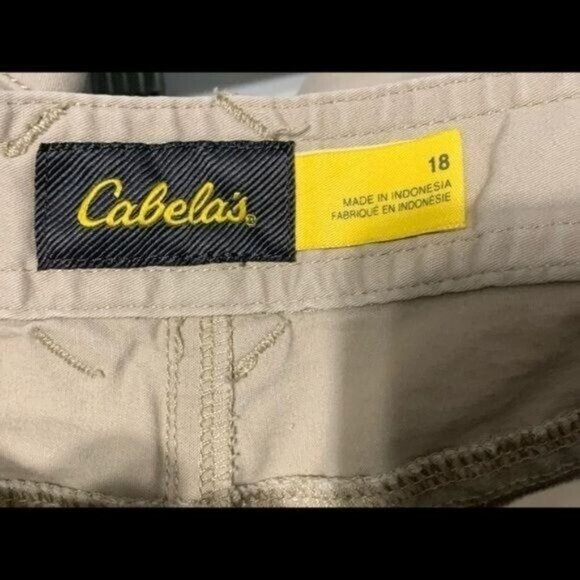 Cabela's®
18
MADE IN INDONESIA
FABRIQUÉ EN INDONÉSIE